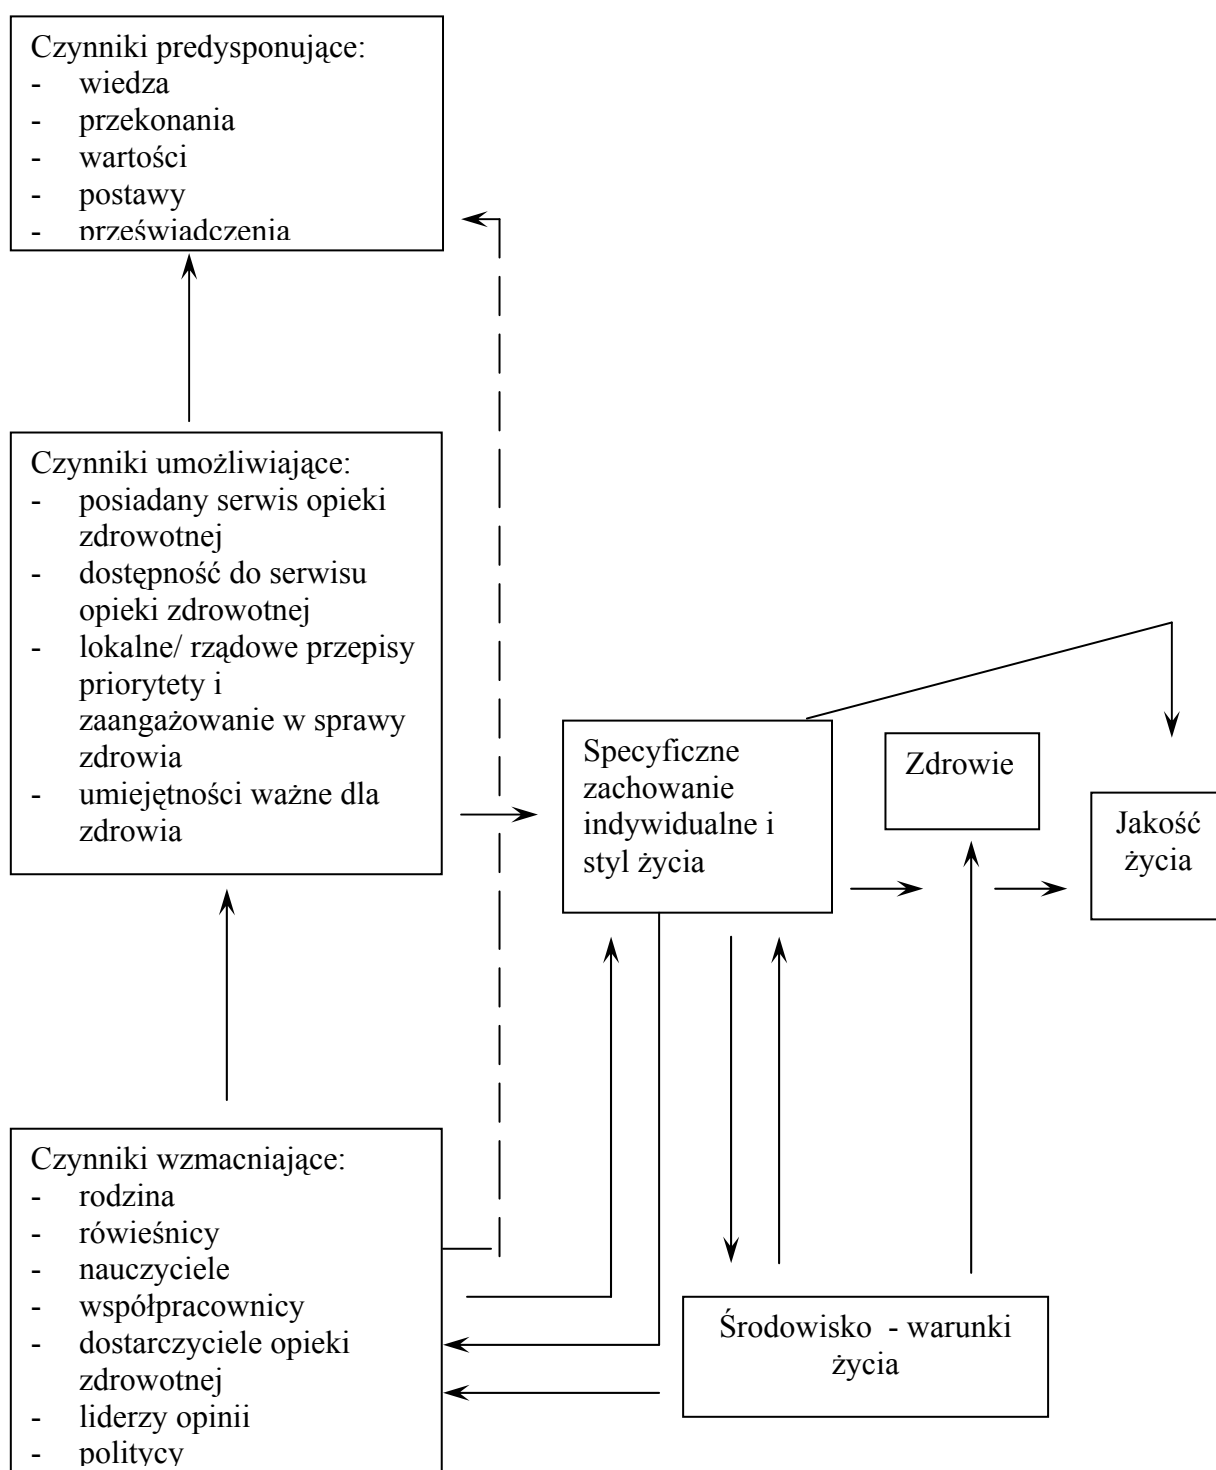 Czynniki predysponujące:
- wiedza
- przekonania
- wartości
- postawy
- przeświadczenia
Czynniki umożliwiające:
- posiadany serwis opieki
zdrowotnej
- dostępność do serwisu
opieki zdrowotnej
- lokalne/ rządowe przepisy
priorytety i
zaangażowanie w sprawy
zdrowia
- umiejętności ważne dla
zdrowia
Specyficzne
zachowanie
indywidualne i
styl życia
Zdrowie
Jakość
życia
Czynniki wzmacniające:
- rodzina
- rówieśnicy
- nauczyciele
- współpracownicy
- dostarczyciele opieki
zdrowotnej
- liderzy opinii
- politycy
Środowisko - warunki
życia